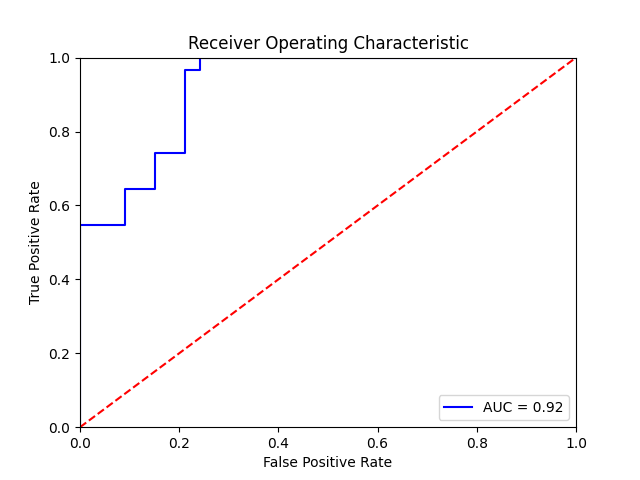 Receiver Operating Characteristic
1.0
0.8
0.6
0.4
0.2
0.0
True Positive Rate
AUC = 0.92
0.0 0.2 0.4 0.6 0.8 1.0
False Positive Rate